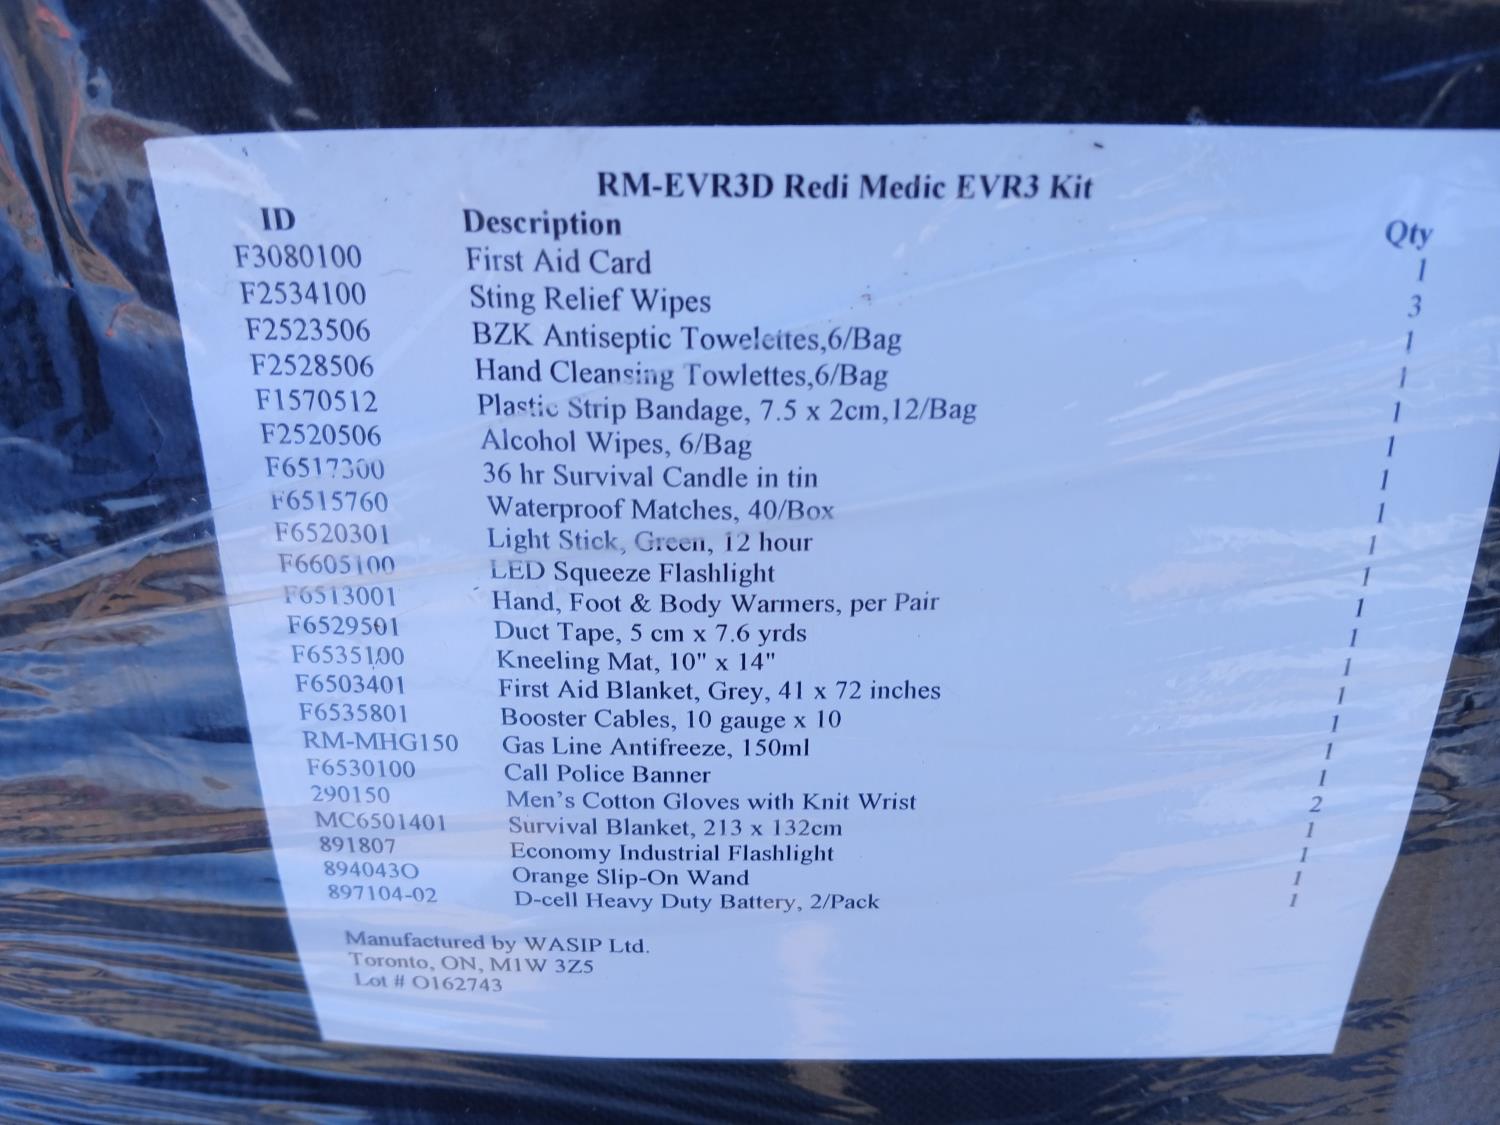 RM-EVR3D Redi Medic EVR3 Kit
ID Description Qty
F3080100 First Aid Card 1
F2534100 Sting Relief Wipes 3
F2523506 BZK Antiseptic Towelettes,6/Bag 1
F2528506 Hand Cleansing Towlettes,6/Bag 1
F1570512 Plastic Strip Bandage, 7.5 x 2cm,12/Bag 1
F2520506 Alcohol Wipes, 6/Bag 1
F6517300 36 hr Survival Candle in tin 1
F6515760 Waterproof Matches, 40/Box 1
F6520301 Light Stick, Green, 12 hour 1
F6605100 LED Squeeze Flashlight 1
F6513001 Hand, Foot & Body Warmers, per Pair 1
F6529501 Duct Tape, 5 cm x 7.6 yrds 1
F6535100 Kneeling Mat, 10" x 14" 1
F6503401 First Aid Blanket, Grey, 41 x 72 inches 1
F6535801 Booster Cables, 10 gauge x 10 1
RM-MHG150 Gas Line Antifreeze, 150ml 1
F6530100 Call Police Banner 1
290150 Men's Cotton Gloves with Knit Wrist 2
MC6501401 Survival Blanket, 213 x 132cm 1
891807 Economy Industrial Flashlight 1
894043O Orange Slip-On Wand 1
897104-02 D-cell Heavy Duty Battery, 2/Pack 1
Manufactured by WASIP Ltd.
Toronto, ON, M1W 3Z5
Lot # O162743